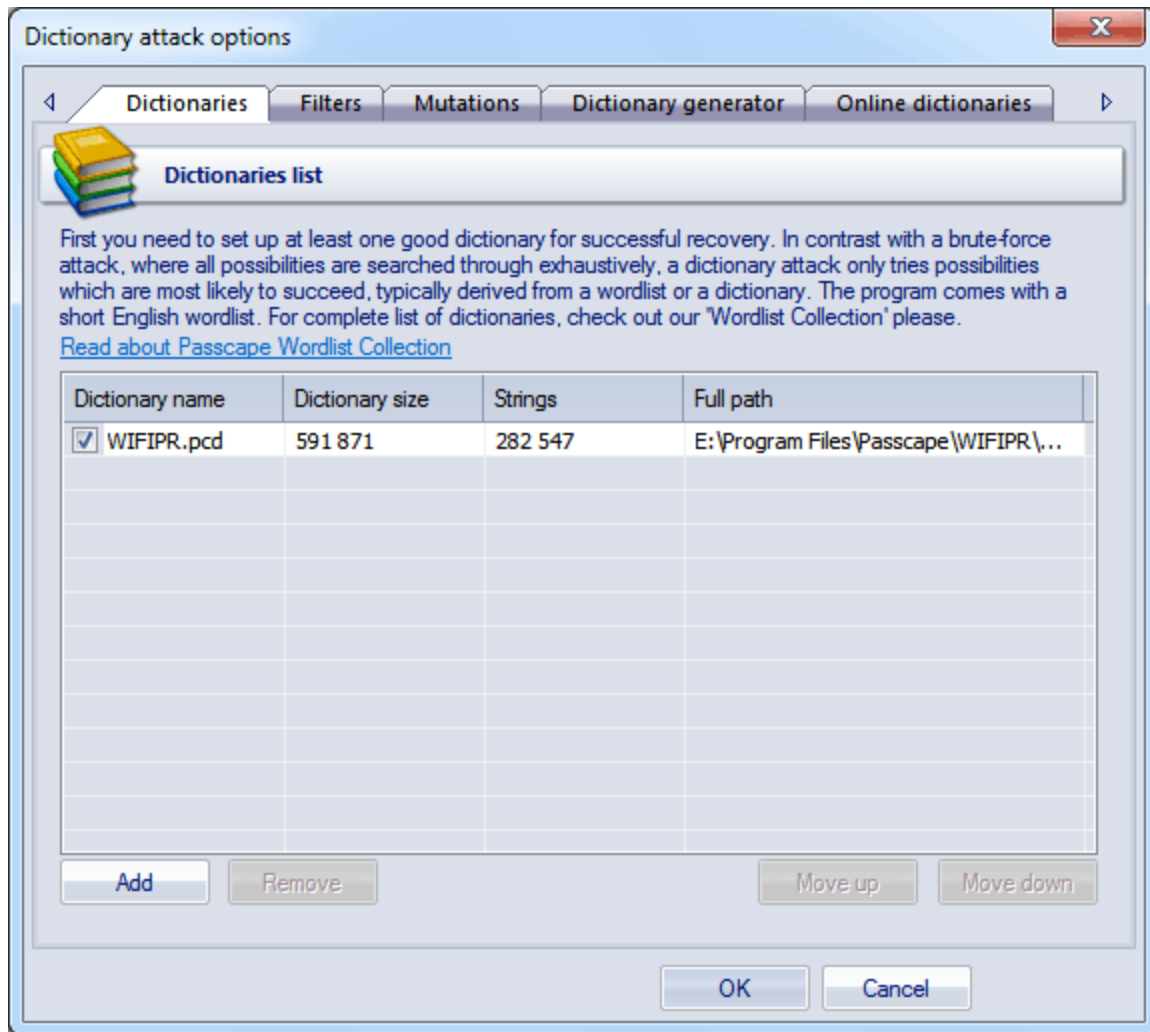 Dictionary attack options
Dictionaries Filters Mutations Dictionary generator Online dictionaries
Dictionaries list
First you need to set up at least one good dictionary for successful recovery. In contrast with a brute-force
attack, where all possibilities are searched through exhaustively, a dictionary attack only tries possibilities
which are most likely to succeed, typically derived from a wordlist or a dictionary. The program comes with a
short English wordlist. For complete list of dictionaries, check out our 'Wordlist Collection' please.
Read about Passcape Wordlist Collection
Dictionary name Dictionary size Strings Full path
WIFIPR.pcd 591 871 282 547 E:\Program Files\Passcape\WIFIPR\...
Add Remove Move up Move down
OK Cancel